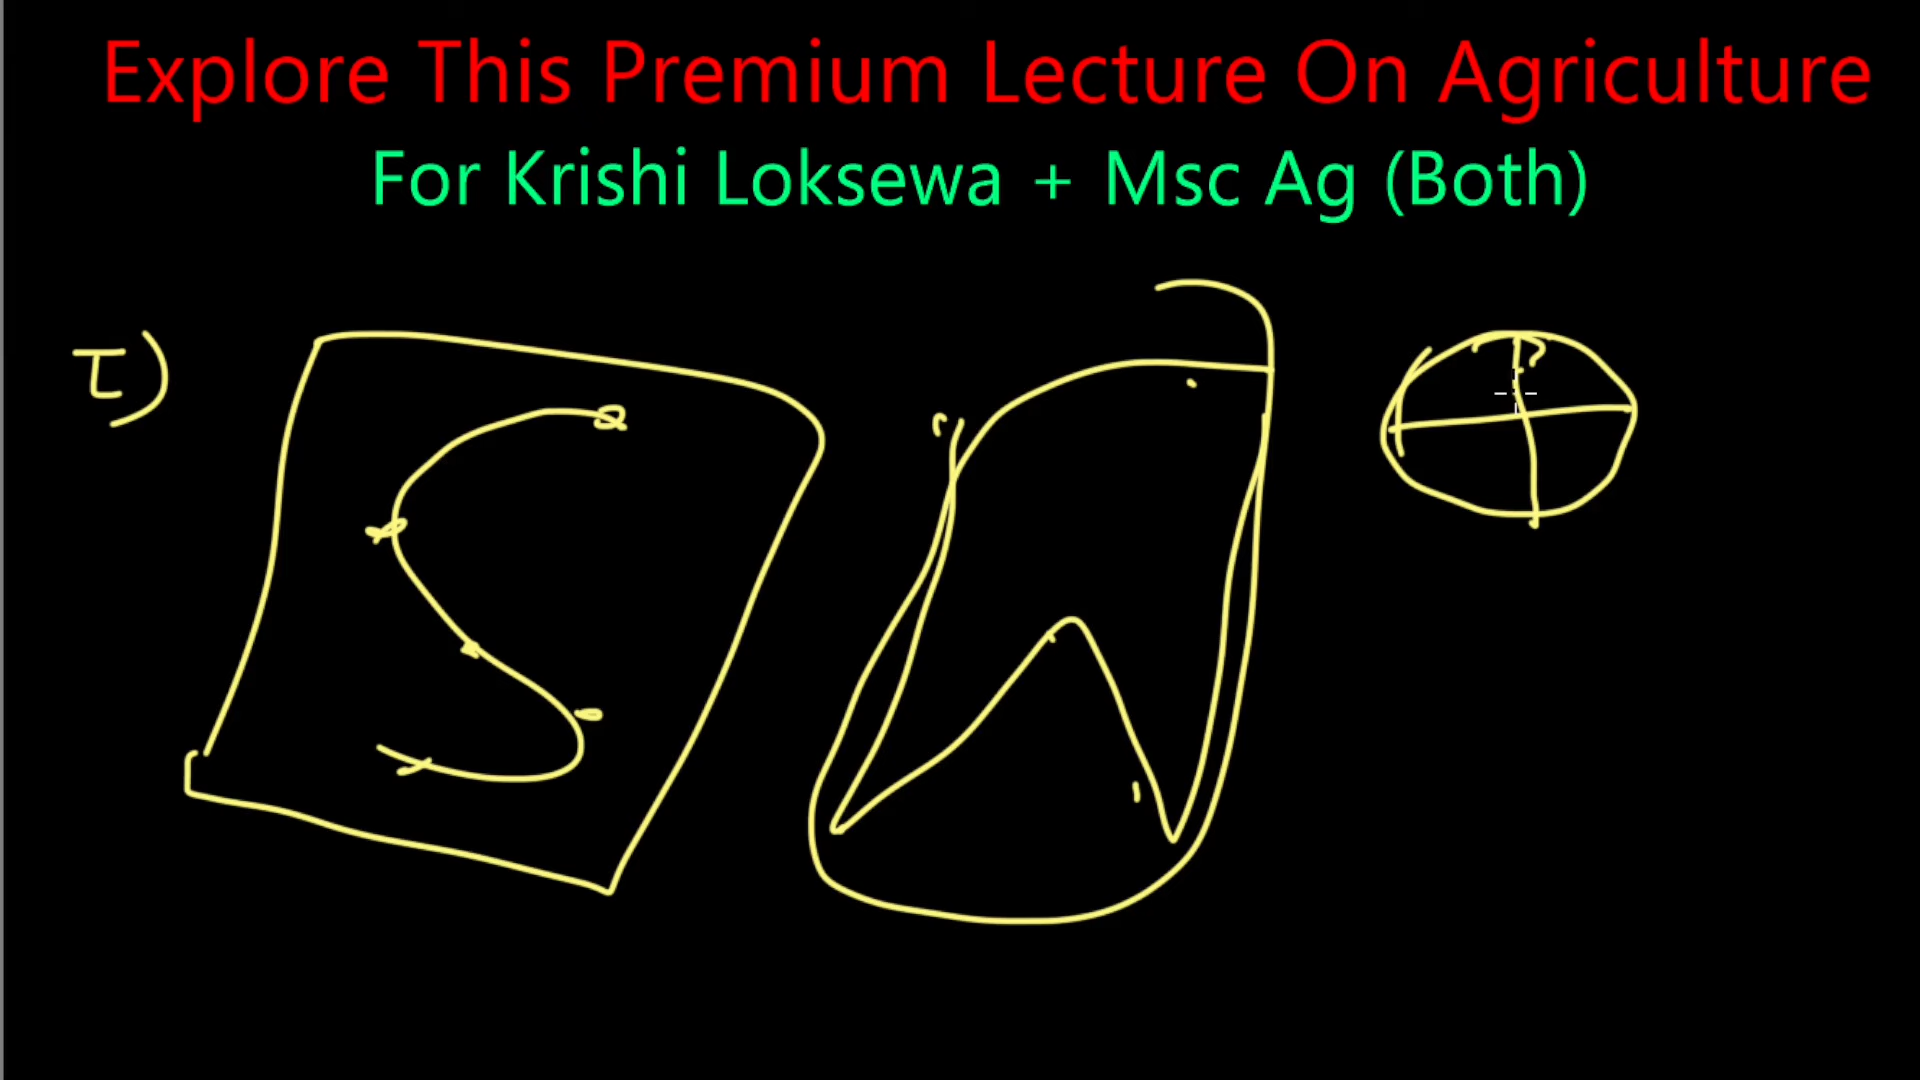 Explore This Premium Lecture On Agriculture
For Krishi Loksewa + Msc Ag (Both)
I)
?